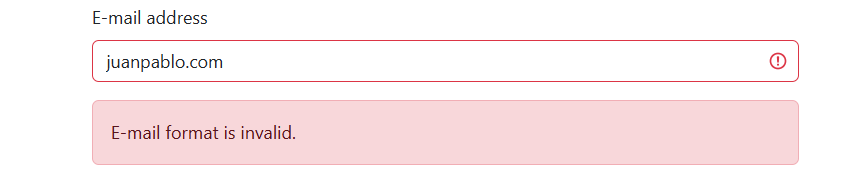 E-mail address
juanpablo.com
E-mail format is invalid.